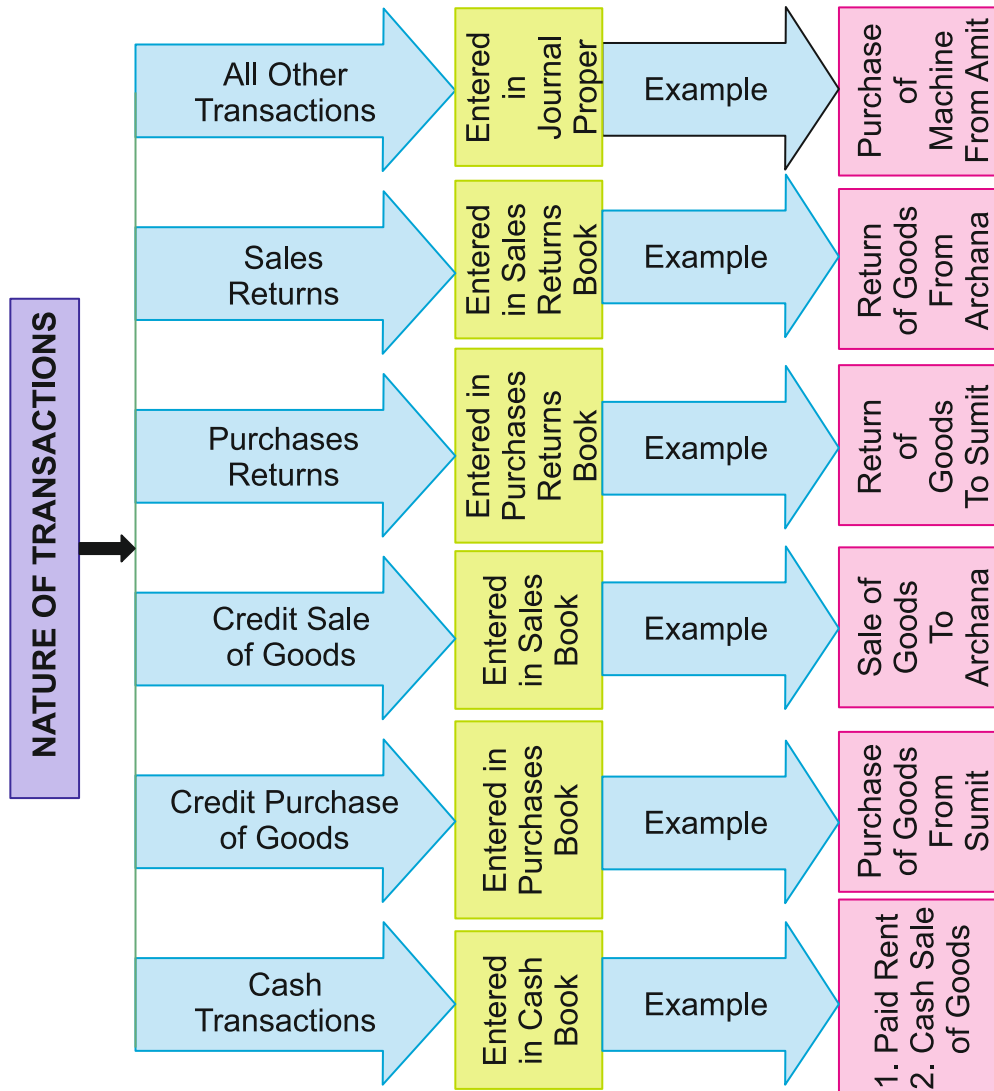 NATURE OF TRANSACTIONS
All Other
Transactions
Entered
in
Journal
Proper
Example
Purchase
of
Machine
From Amit
Sales
Returns
Entered
in Sales
Returns
Book
Example
Return
of Goods
From
Archana
Purchases
Returns
Entered in
Purchases
Returns
Book
Example
Return
of
Goods
To Sumit
Credit Sale
of Goods
Entered
in Sales
Book
Example
Sale of
Goods
To
Archana
Credit Purchase
of Goods
Entered in
Purchases
Book
Example
Purchase
of Goods
From
Sumit
Cash
Transactions
Entered
in Cash
Book
Example
1. Paid Rent
2. Cash Sale
of Goods